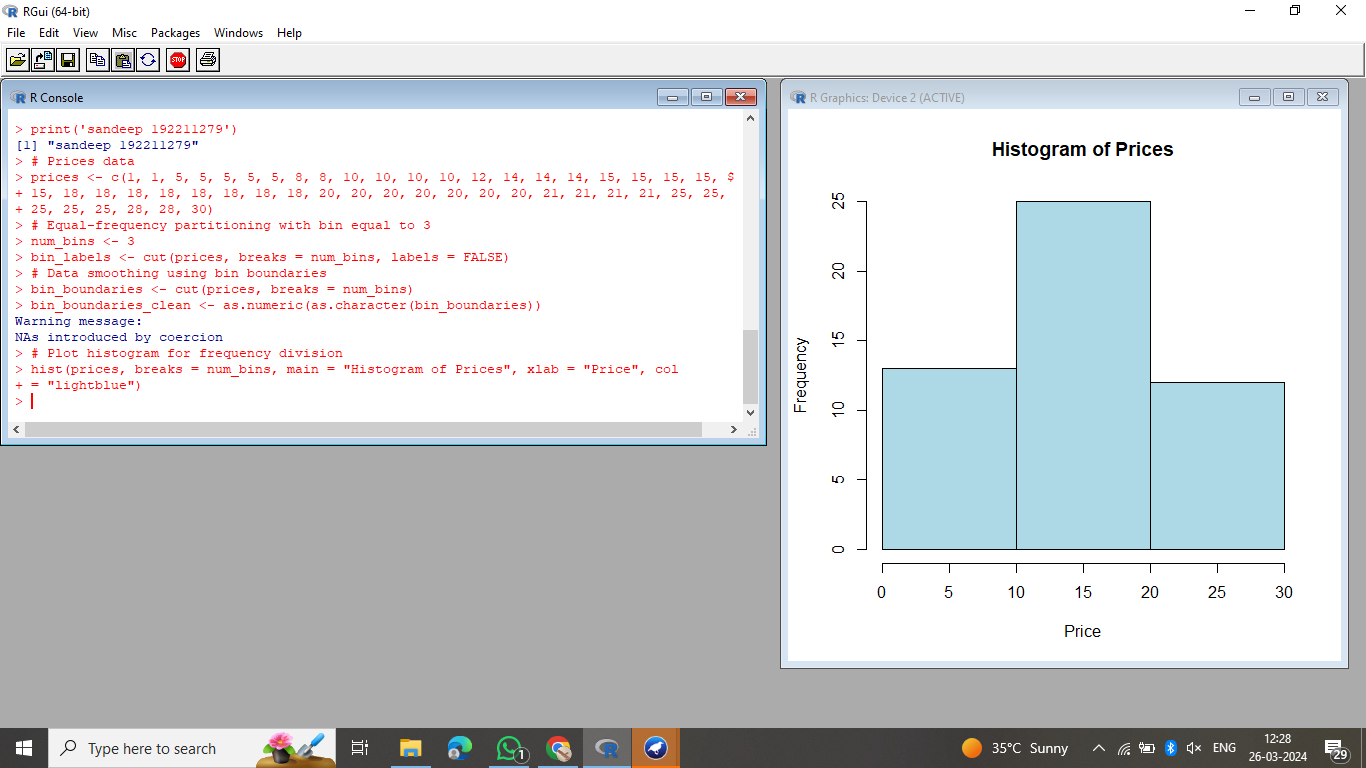 RGui (64-bit)
File Edit View Misc Packages Windows Help
STOP
R Console
> print('sandeep 192211279')
[1] "sandeep 192211279"
> # Prices data
> prices <- c(1, 1, 5, 5, 5, 5, 5, 8, 8, 10, 10, 10, 10, 12, 14, 14, 14, 15, 15, 15, 15, $
+ 15, 18, 18, 18, 18, 18, 18, 18, 18, 20, 20, 20, 20, 20, 20, 20, 21, 21, 21, 21, 25, 25,
+ 25, 25, 25, 28, 28, 30)
> # Equal-frequency partitioning with bin equal to 3
> num_bins <- 3
> bin_labels <- cut(prices, breaks = num_bins, labels = FALSE)
> # Data smoothing using bin boundaries
> bin_boundaries <- cut(prices, breaks = num_bins)
> bin_boundaries_clean <- as.numeric(as.character(bin_boundaries))
Warning message:
NAs introduced by coercion
> # Plot histogram for frequency division
> hist(prices, breaks = num_bins, main = "Histogram of Prices", xlab = "Price", col
+ = "lightblue")
>
R Graphics: Device 2 (ACTIVE)
Histogram of Prices
Frequency
25
20
15
10
5
0
0 5 10 15 20 25 30
Price
Type here to search
1
35°C Sunny
ENG
12:28
26-03-2024
29